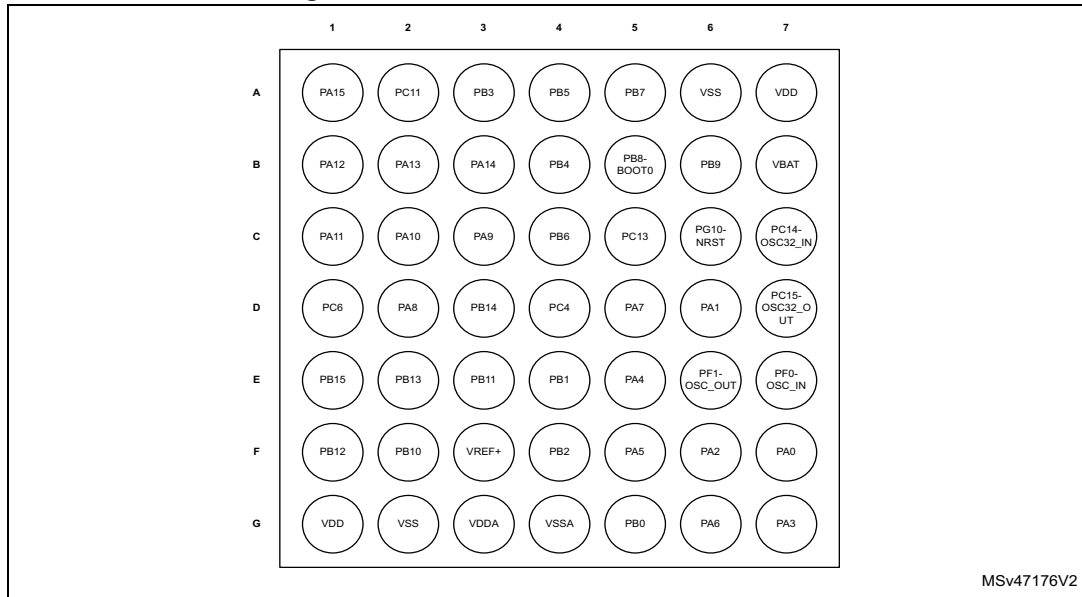 1 2 3 4 5 6 7
A PA15 PC11 PB3 PB5 PB7 VSS VDD
B PA12 PA13 PA14 PB4 PB8-BOOT0 PB9 VBAT
C PA11 PA10 PA9 PB6 PC13 PG10-NRST PC14-OSC32_IN
D PC6 PA8 PB14 PC4 PA7 PA1 PC15-OSC32_OUT
E PB15 PB13 PB11 PB1 PA4 PF1-OSC_OUT PF0-OSC_IN
F PB12 PB10 VREF+ PB2 PA5 PA2 PA0
G VDD VSS VDDA VSSA PB0 PA6 PA3
MSv47176V2